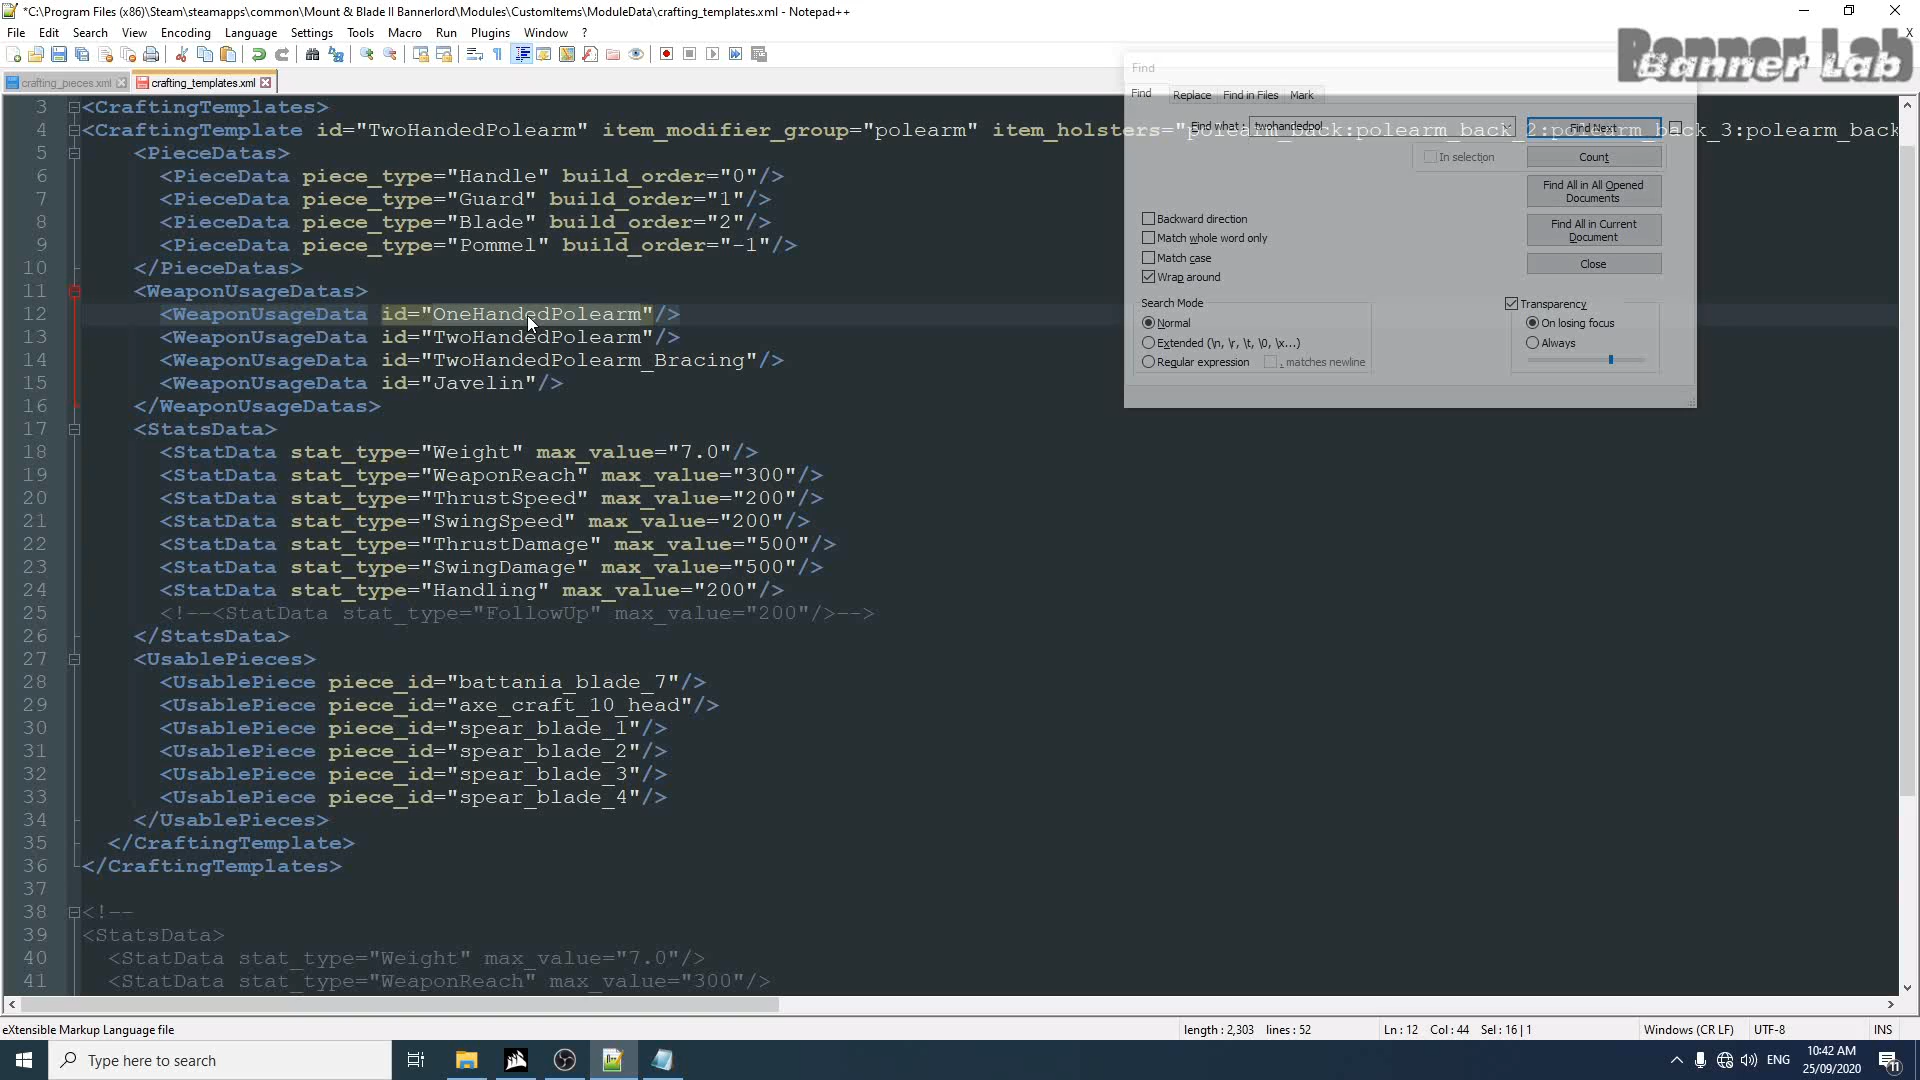 *C:\Program Files (x86)\Steam\steamapps\common\Mount & Blade II Bannerlord\Modules\CustomItems\ModuleData\crafting_templates.xml - Notepad++
File Edit Search View Encoding Language Settings Tools Macro Run Plugins Window ?
Banner Lab
crafting_pieces.xml crafting_templates.xml
3 <CraftingTemplates>
4 <CraftingTemplate id="TwoHandedPolearm" item_modifier_group="polearm" item_holsters="polearm_back:polearm_back_2:polearm_back_3:polearm_back
5 <PieceDatas>
6 <PieceData piece_type="Handle" build_order="0"/>
7 <PieceData piece_type="Guard" build_order="1"/>
8 <PieceData piece_type="Blade" build_order="2"/>
9 <PieceData piece_type="Pommel" build_order="-1"/>
10 </PieceDatas>
11 <WeaponUsageDatas>
12 <WeaponUsageData id="OneHandedPolearm"/>
13 <WeaponUsageData id="TwoHandedPolearm"/>
14 <WeaponUsageData id="TwoHandedPolearm_Bracing"/>
15 <WeaponUsageData id="Javelin"/>
16 </WeaponUsageDatas>
17 <StatsData>
18 <StatData stat_type="Weight" max_value="7.0"/>
19 <StatData stat_type="WeaponReach" max_value="300"/>
20 <StatData stat_type="ThrustSpeed" max_value="200"/>
21 <StatData stat_type="SwingSpeed" max_value="200"/>
22 <StatData stat_type="ThrustDamage" max_value="500"/>
23 <StatData stat_type="SwingDamage" max_value="500"/>
24 <StatData stat_type="Handling" max_value="200"/>
25 <!--<StatData stat_type="FollowUp" max_value="200"/>-->
26 </StatsData>
27 <UsablePieces>
28 <UsablePiece piece_id="battania_blade_7"/>
29 <UsablePiece piece_id="axe_craft_10_head"/>
30 <UsablePiece piece_id="spear_blade_1"/>
31 <UsablePiece piece_id="spear_blade_2"/>
32 <UsablePiece piece_id="spear_blade_3"/>
33 <UsablePiece piece_id="spear_blade_4"/>
34 </UsablePieces>
35 </CraftingTemplate>
36 </CraftingTemplates>
37
38 <!--
39 <StatsData>
40 <StatData stat_type="Weight" max_value="7.0"/>
41 <StatData stat_type="WeaponReach" max_value="300"/>
Find
Find Replace Find in Files Mark
Find what : twohandedpol Find Next
In selection Count
Find All in All Opened
Documents
Backward direction
Find All in Current
Document
Match whole word only
Match case Close
Wrap around
Search Mode Transparency
Normal On losing focus
Extended (\n, \r, \t, \0, \x...) Always
Regular expression . matches newline
eXtensible Markup Language file length : 2,303 lines : 52 Ln : 12 Col : 44 Sel : 16 | 1 Windows (CR LF) UTF-8 INS
Type here to search ENG 10:42 AM
25/09/2020 11